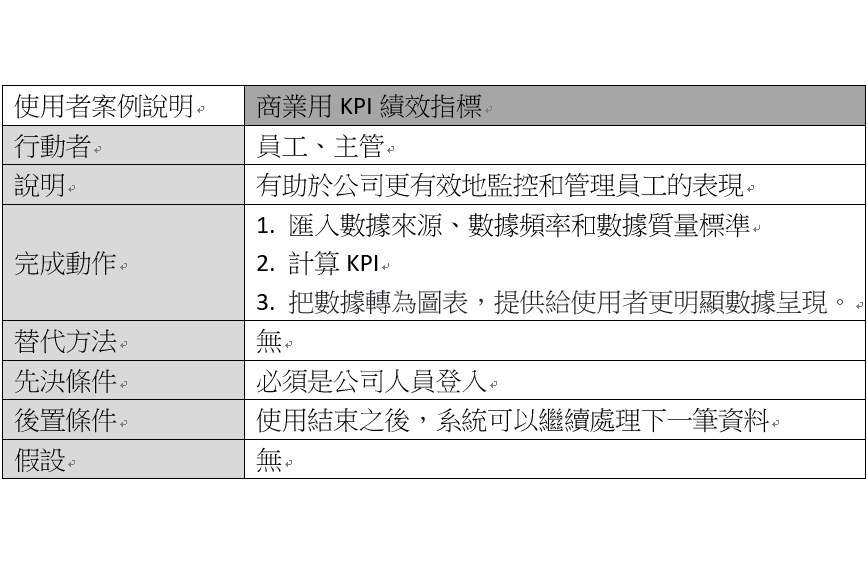 使用者案例說明 商業用 KPI 績效指標
行動者 員工、主管
說明 有助於公司更有效地監控和管理員工的表現
完成動作
1. 匯入數據來源、數據頻率和數據質量標準
2. 計算 KPI
3. 把數據轉為圖表，提供給使用者更明顯數據呈現。
替代方法 無
先決條件 必須是公司人員登入
後置條件 使用結束之後，系統可以繼續處理下一筆資料
假設 無